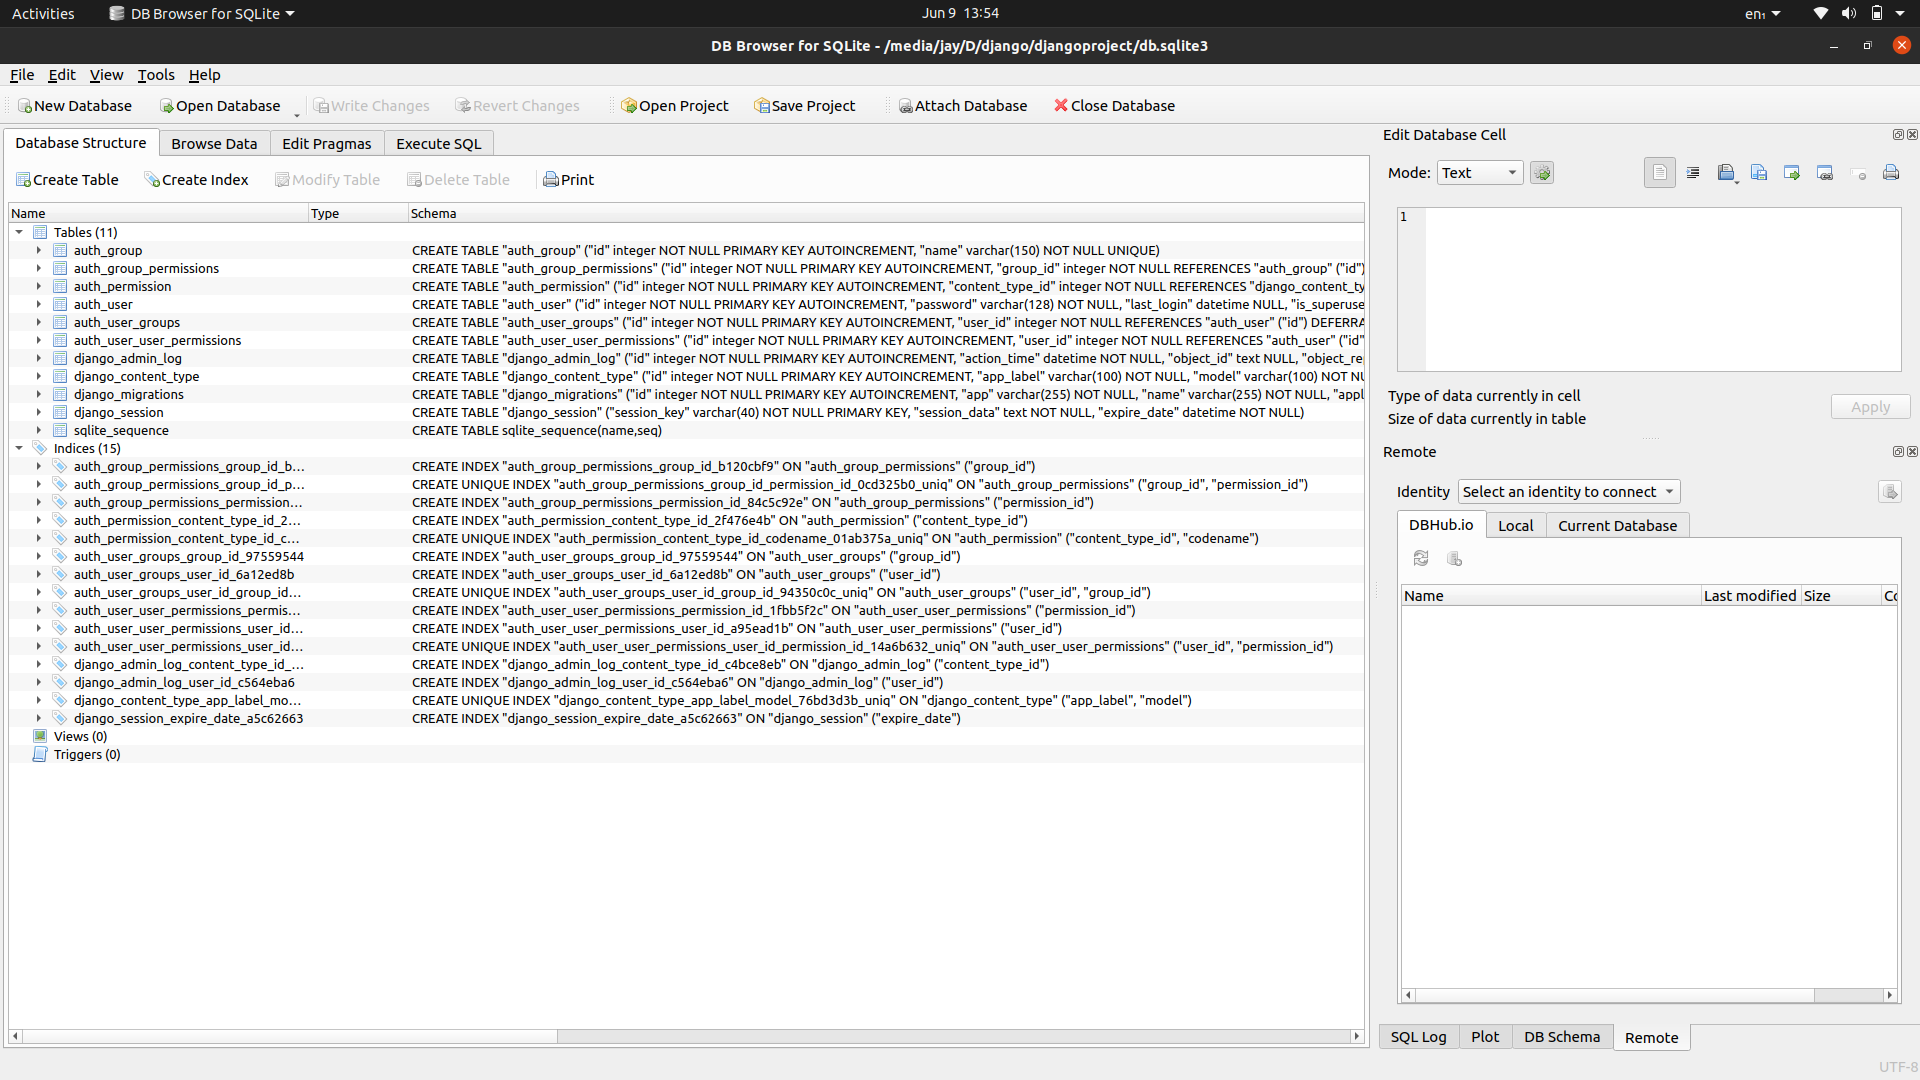 Activities DB Browser for SQLite Jun 9 13:54 en₁
DB Browser for SQLite - /media/jay/D/django/djangoproject/db.sqlite3
File Edit View Tools Help
New Database Open Database Write Changes Revert Changes Open Project Save Project Attach Database Close Database
Database Structure Browse Data Edit Pragmas Execute SQL
Create Table Create Index Modify Table Delete Table Print
Name Type Schema
Tables (11)
auth_group CREATE TABLE "auth_group" ("id" integer NOT NULL PRIMARY KEY AUTOINCREMENT, "name" varchar(150) NOT NULL UNIQUE)
auth_group_permissions CREATE TABLE "auth_group_permissions" ("id" integer NOT NULL PRIMARY KEY AUTOINCREMENT, "group_id" integer NOT NULL REFERENCES "auth_group" ("id")
auth_permission CREATE TABLE "auth_permission" ("id" integer NOT NULL PRIMARY KEY AUTOINCREMENT, "content_type_id" integer NOT NULL REFERENCES "django_content_ty
auth_user CREATE TABLE "auth_user" ("id" integer NOT NULL PRIMARY KEY AUTOINCREMENT, "password" varchar(128) NOT NULL, "last_login" datetime NULL, "is_superuse
auth_user_groups CREATE TABLE "auth_user_groups" ("id" integer NOT NULL PRIMARY KEY AUTOINCREMENT, "user_id" integer NOT NULL REFERENCES "auth_user" ("id") DEFERRA
auth_user_user_permissions CREATE TABLE "auth_user_user_permissions" ("id" integer NOT NULL PRIMARY KEY AUTOINCREMENT, "user_id" integer NOT NULL REFERENCES "auth_user" ("id"
django_admin_log CREATE TABLE "django_admin_log" ("id" integer NOT NULL PRIMARY KEY AUTOINCREMENT, "action_time" datetime NOT NULL, "object_id" text NULL, "object_re
django_content_type CREATE TABLE "django_content_type" ("id" integer NOT NULL PRIMARY KEY AUTOINCREMENT, "app_label" varchar(100) NOT NULL, "model" varchar(100) NOT NU
django_migrations CREATE TABLE "django_migrations" ("id" integer NOT NULL PRIMARY KEY AUTOINCREMENT, "app" varchar(255) NOT NULL, "name" varchar(255) NOT NULL, "appl
django_session CREATE TABLE "django_session" ("session_key" varchar(40) NOT NULL PRIMARY KEY, "session_data" text NOT NULL, "expire_date" datetime NOT NULL)
sqlite_sequence CREATE TABLE sqlite_sequence(name,seq)
Indices (15)
auth_group_permissions_group_id_b... CREATE INDEX "auth_group_permissions_group_id_b120cbf9" ON "auth_group_permissions" ("group_id")
auth_group_permissions_group_id_p... CREATE UNIQUE INDEX "auth_group_permissions_group_id_permission_id_0cd325b0_uniq" ON "auth_group_permissions" ("group_id", "permission_id")
auth_group_permissions_permission... CREATE INDEX "auth_group_permissions_permission_id_84c5c92e" ON "auth_group_permissions" ("permission_id")
auth_permission_content_type_id_2... CREATE INDEX "auth_permission_content_type_id_2f476e4b" ON "auth_permission" ("content_type_id")
auth_permission_content_type_id_c... CREATE UNIQUE INDEX "auth_permission_content_type_id_codename_01ab375a_uniq" ON "auth_permission" ("content_type_id", "codename")
auth_user_groups_group_id_97559544 CREATE INDEX "auth_user_groups_group_id_97559544" ON "auth_user_groups" ("group_id")
auth_user_groups_user_id_6a12ed8b CREATE INDEX "auth_user_groups_user_id_6a12ed8b" ON "auth_user_groups" ("user_id")
auth_user_groups_user_id_group_id... CREATE UNIQUE INDEX "auth_user_groups_user_id_group_id_94350c0c_uniq" ON "auth_user_groups" ("user_id", "group_id")
auth_user_user_permissions_permis... CREATE INDEX "auth_user_user_permissions_permission_id_1fbb5f2c" ON "auth_user_user_permissions" ("permission_id")
auth_user_user_permissions_user_id... CREATE INDEX "auth_user_user_permissions_user_id_a95ead1b" ON "auth_user_user_permissions" ("user_id")
auth_user_user_permissions_user_id... CREATE UNIQUE INDEX "auth_user_user_permissions_user_id_permission_id_14a6b632_uniq" ON "auth_user_user_permissions" ("user_id", "permission_id")
django_admin_log_content_type_id_... CREATE INDEX "django_admin_log_content_type_id_c4bce8eb" ON "django_admin_log" ("content_type_id")
django_admin_log_user_id_c564eba6 CREATE INDEX "django_admin_log_user_id_c564eba6" ON "django_admin_log" ("user_id")
django_content_type_app_label_mo... CREATE UNIQUE INDEX "django_content_type_app_label_model_76bd3d3b_uniq" ON "django_content_type" ("app_label", "model")
django_session_expire_date_a5c62663 CREATE INDEX "django_session_expire_date_a5c62663" ON "django_session" ("expire_date")
Views (0)
Triggers (0)
Edit Database Cell
Mode: Text
1
Type of data currently in cell
Size of data currently in table
Apply
Remote
Identity Select an identity to connect
DBHub.io Local Current Database
Name Last modified Size Co
SQL Log Plot DB Schema Remote
UTF-8